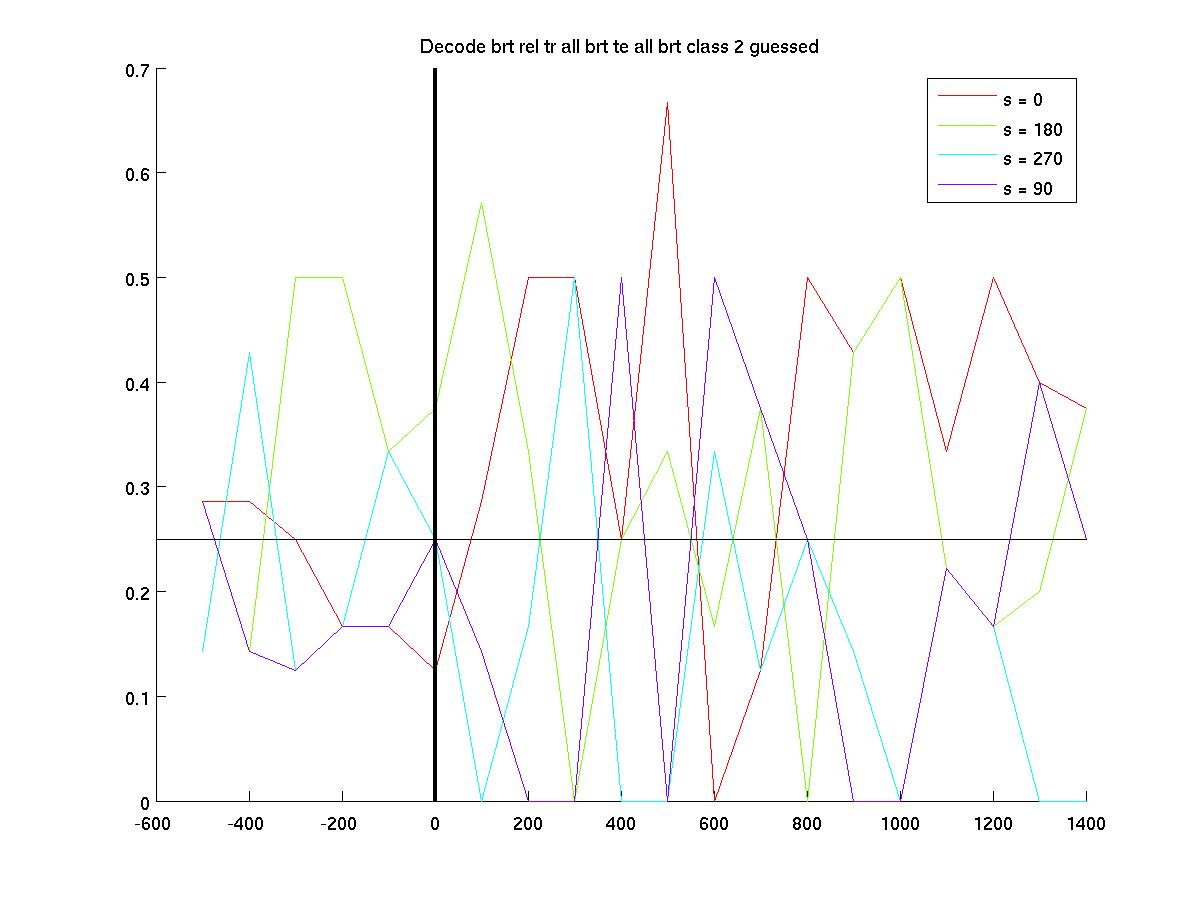 Decode brt rel tr all brt te all brt class 2 guessed
0.7
0.6
0.5
0.4
0.3
0.2
0.1
0
-600 -400 -200 0 200 400 600 800 1000 1200 1400
s = 0
s = 180
s = 270
s = 90